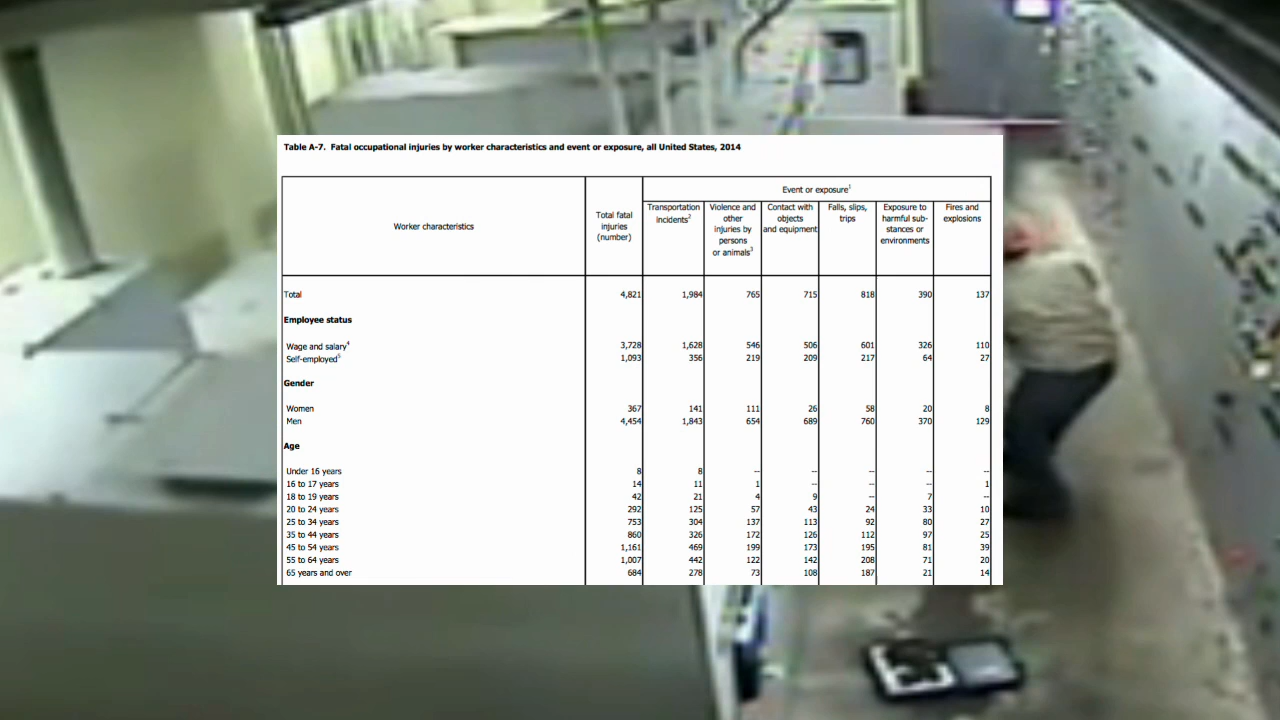 Table A-7. Fatal occupational injuries by worker characteristics and event or exposure, all United States, 2014
Worker characteristics
Total fatal
injuries
(number)
Event or exposure¹
Transportation
incidents²
Violence and
other
injuries by
persons
or animals³
Contact with
objects
and equipment
Falls, slips,
trips
Exposure to
harmful sub-
stances or
environments
Fires and
explosions
Total 4,821 1,984 765 715 818 390 137
Employee status
Wage and salary⁴ 3,728 1,628 546 506 601 326 110
Self-employed⁵ 1,093 356 219 209 217 64 27
Gender
Women 367 141 111 26 58 20 8
Men 4,454 1,843 654 689 760 370 129
Age
Under 16 years 8 8 -- -- -- -- --
16 to 17 years 14 11 1 -- -- -- 1
18 to 19 years 42 21 4 9 -- 7 --
20 to 24 years 292 125 57 43 24 33 10
25 to 34 years 753 304 137 113 92 80 27
35 to 44 years 860 326 172 126 112 97 25
45 to 54 years 1,161 469 199 173 195 81 39
55 to 64 years 1,007 442 122 142 208 71 20
65 years and over 684 278 73 108 187 21 14